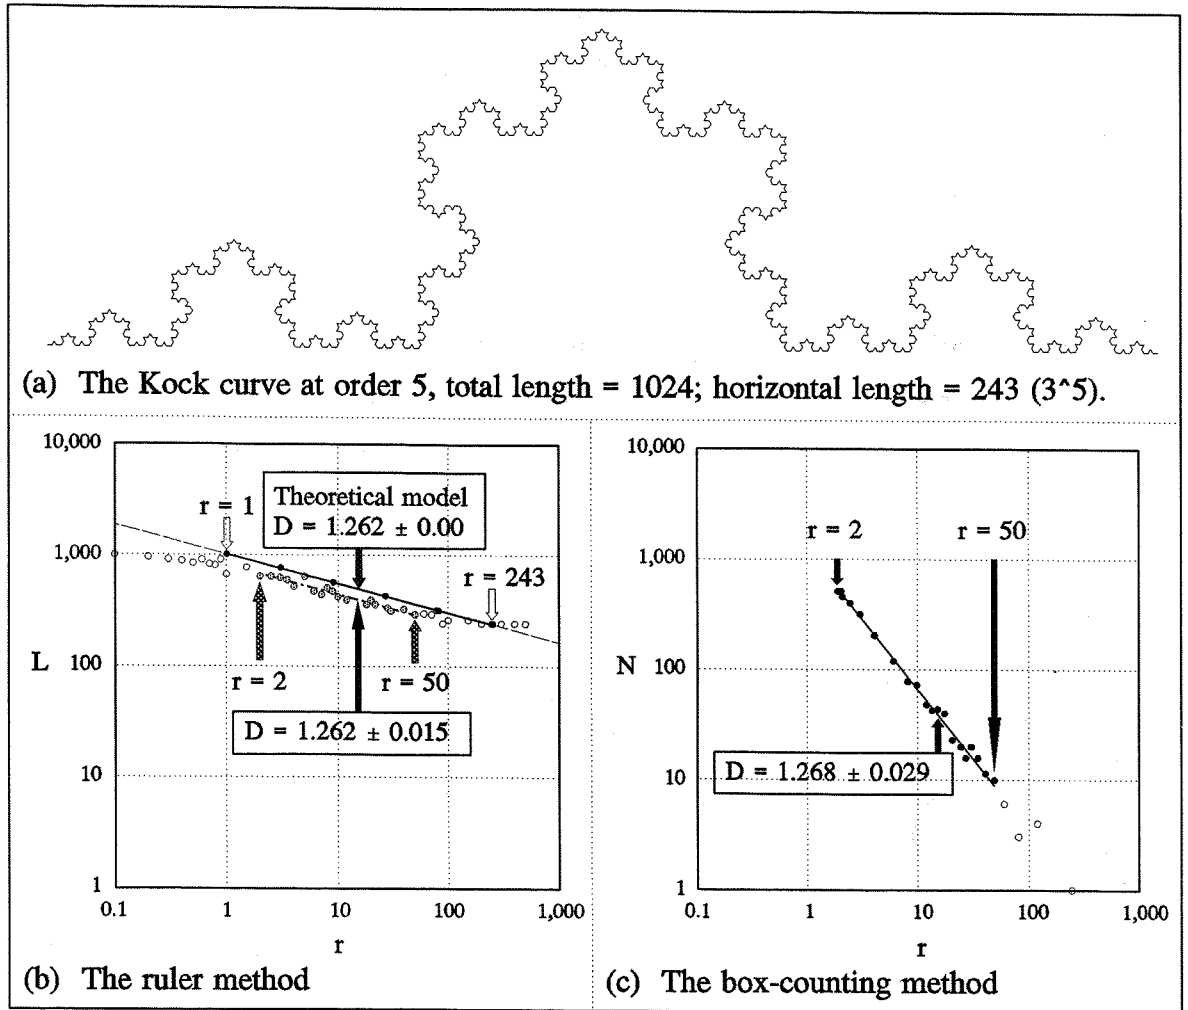 (a) The Kock curve at order 5, total length = 1024; horizontal length = 243 (3^5).
10,000
1,000
100
10
1
L
0.1 1 10 100 1,000
r
r = 1
Theoretical model
D = 1.262 ± 0.00
r = 243
r = 2
r = 50
D = 1.262 ± 0.015
(b) The ruler method
10,000
1,000
100
10
1
N
0.1 1 10 100 1,000
r
r = 2
r = 50
D = 1.268 ± 0.029
(c) The box-counting method